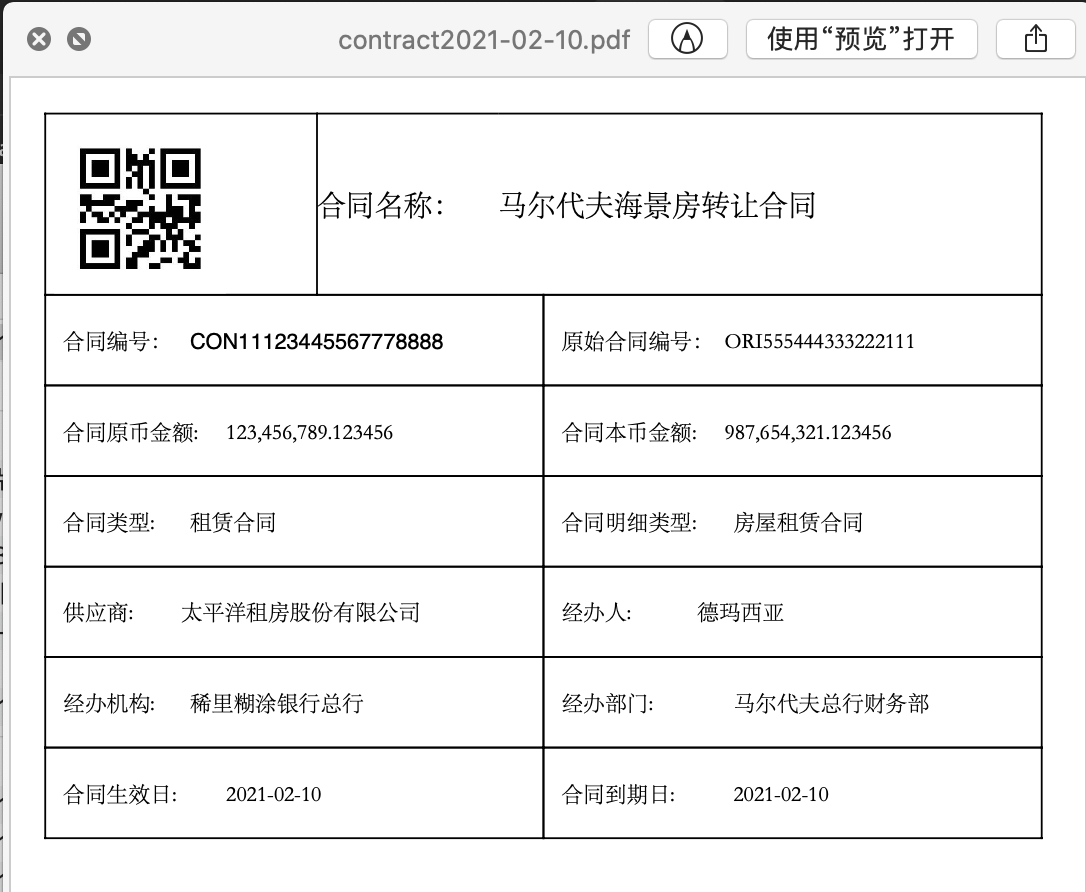 contract2021-02-10.pdf
使用“预览”打开
合同名称： 马尔代夫海景房转让合同
合同编号： CON11123445567778888
原始合同编号： ORI555444333222111
合同原币金额: 123,456,789.123456
合同本币金额: 987,654,321.123456
合同类型: 租赁合同
合同明细类型: 房屋租赁合同
供应商: 太平洋租房股份有限公司
经办人: 德玛西亚
经办机构: 稀里糊涂银行总行
经办部门: 马尔代夫总行财务部
合同生效日: 2021-02-10
合同到期日: 2021-02-10